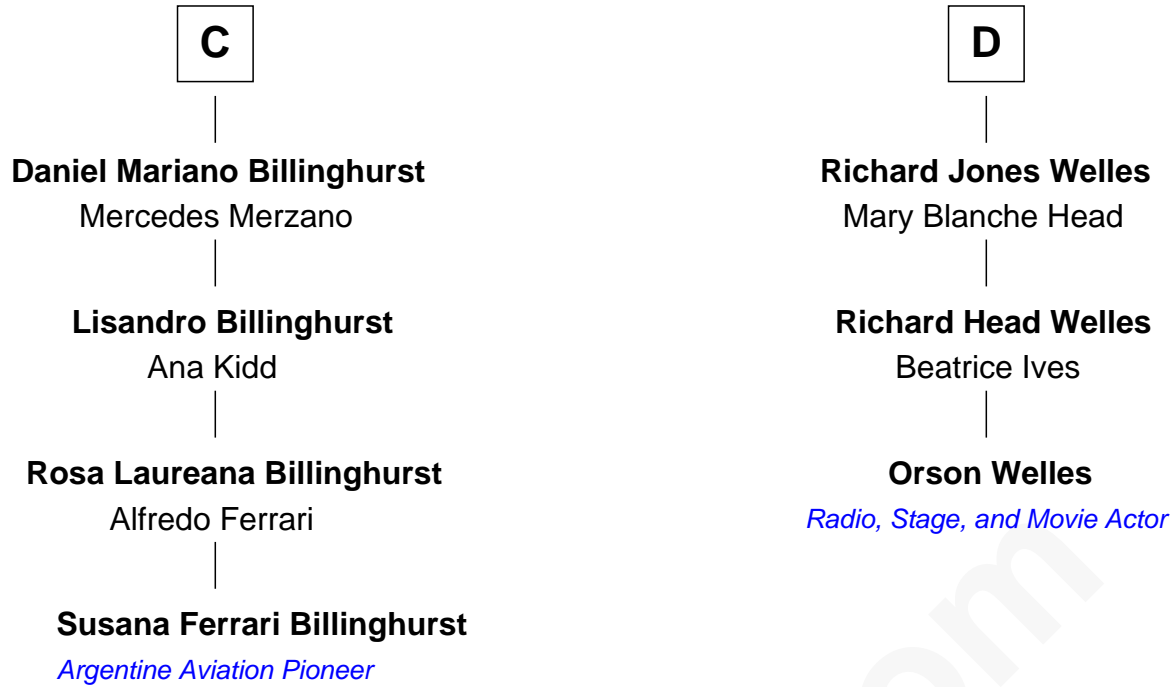 C
Daniel Mariano Billinghurst
Mercedes Merzano
Lisandro Billinghurst
Ana Kidd
Rosa Laureana Billinghurst
Alfredo Ferrari
Susana Ferrari Billinghurst
Argentine Aviation Pioneer
D
Richard Jones Welles
Mary Blanche Head
Richard Head Welles
Beatrice Ives
Orson Welles
Radio, Stage, and Movie Actor
om